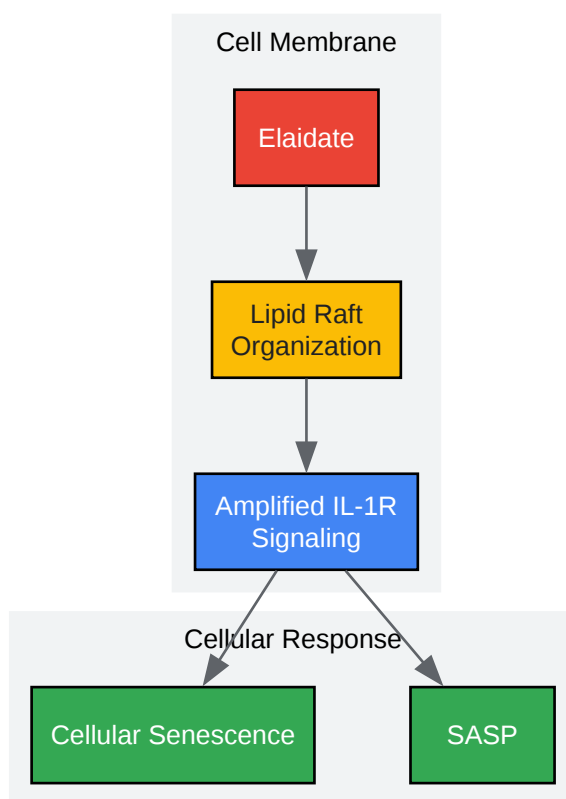 Cell Membrane
Elaidate
Lipid Raft
Organization
Amplified IL-1R
Signaling
Cellular Response
Cellular Senescence
SASP